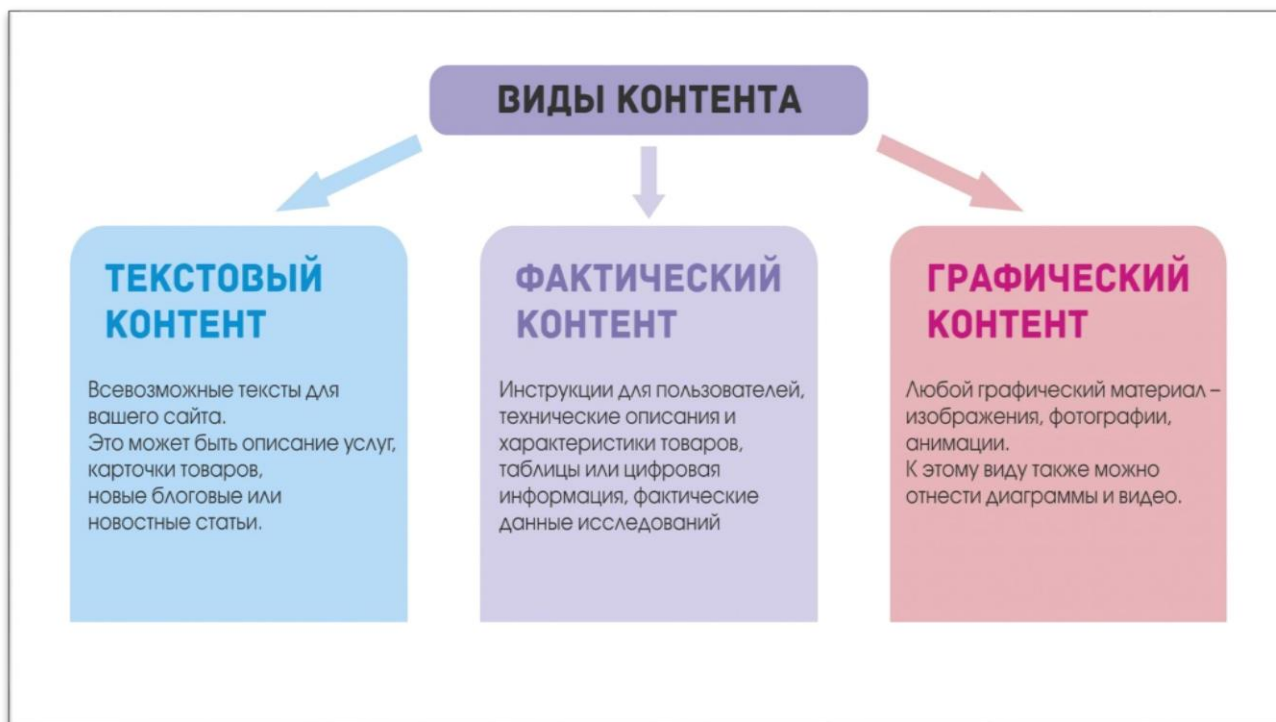 ВИДЫ КОНТЕНТА
ТЕКСТОВЫЙ
КОНТЕНТ
Всевозможные тексты для
вашего сайта.
Это может быть описание услуг,
карточки товаров,
новые блоговые или
новостные статьи.
ФАКТИЧЕСКИЙ
КОНТЕНТ
Инструкции для пользователей,
технические описания и
характеристики товаров,
таблицы или цифровая
информация, фактические
данные исследований
ГРАФИЧЕСКИЙ
КОНТЕНТ
Любой графический материал –
изображения, фотографии,
анимации.
К этому виду также можно
отнести диаграммы и видео.